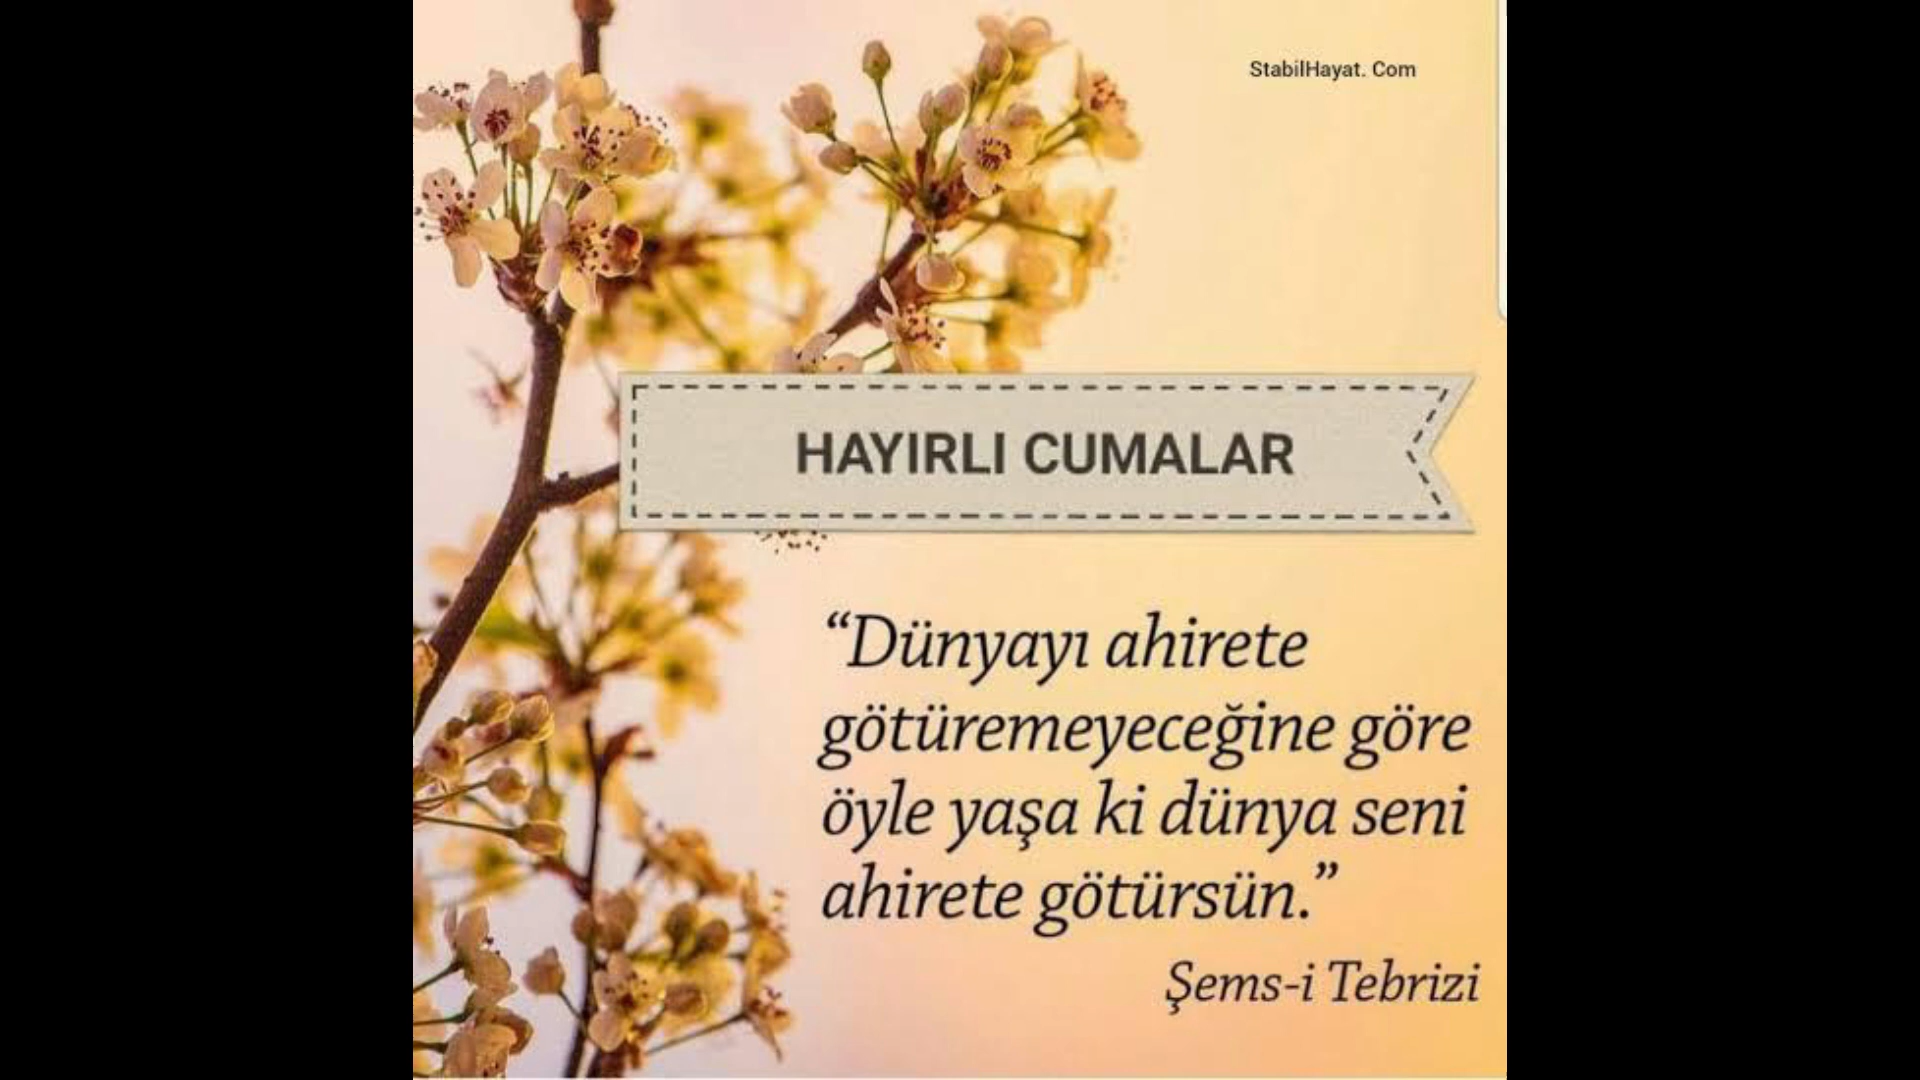 StabilHayat. Com
HAYIRLI CUMALAR
“Dünyayı ahirete
götüremeyeceğine göre
öyle yaşa ki dünya seni
ahirete götürsün.”
Şems-i Tebrizi